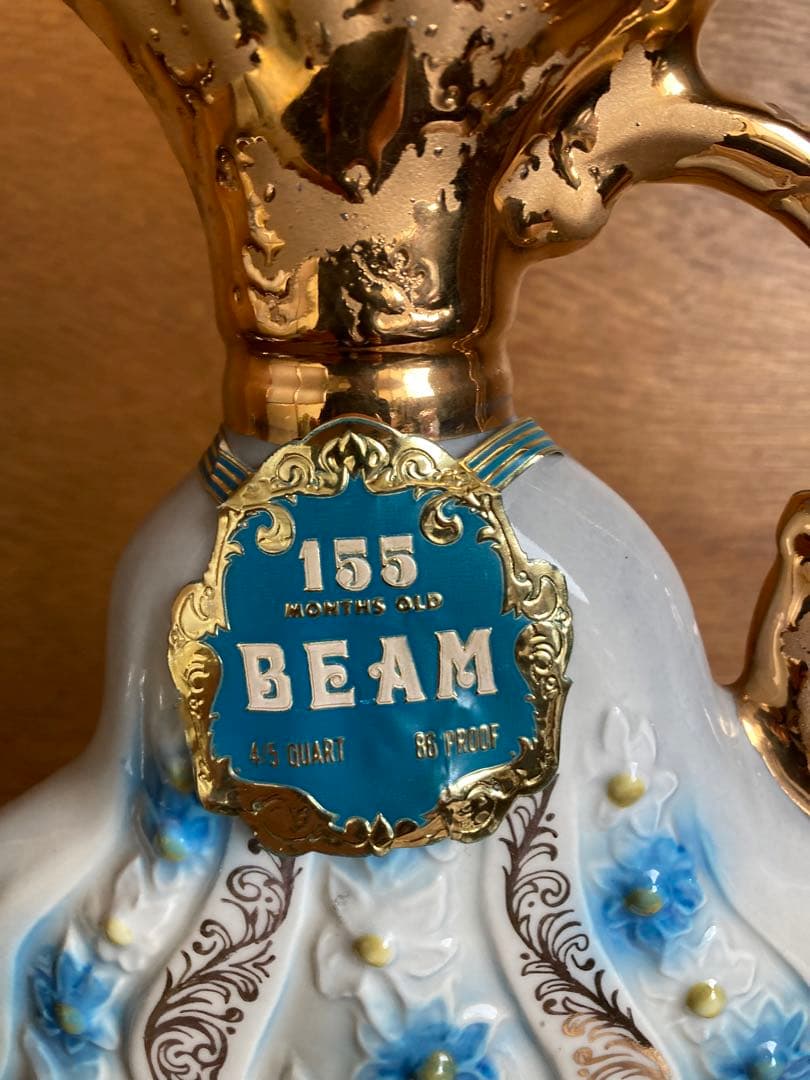 155
MONTHS OLD
BEAM
4/5 QUART 86 PROOF